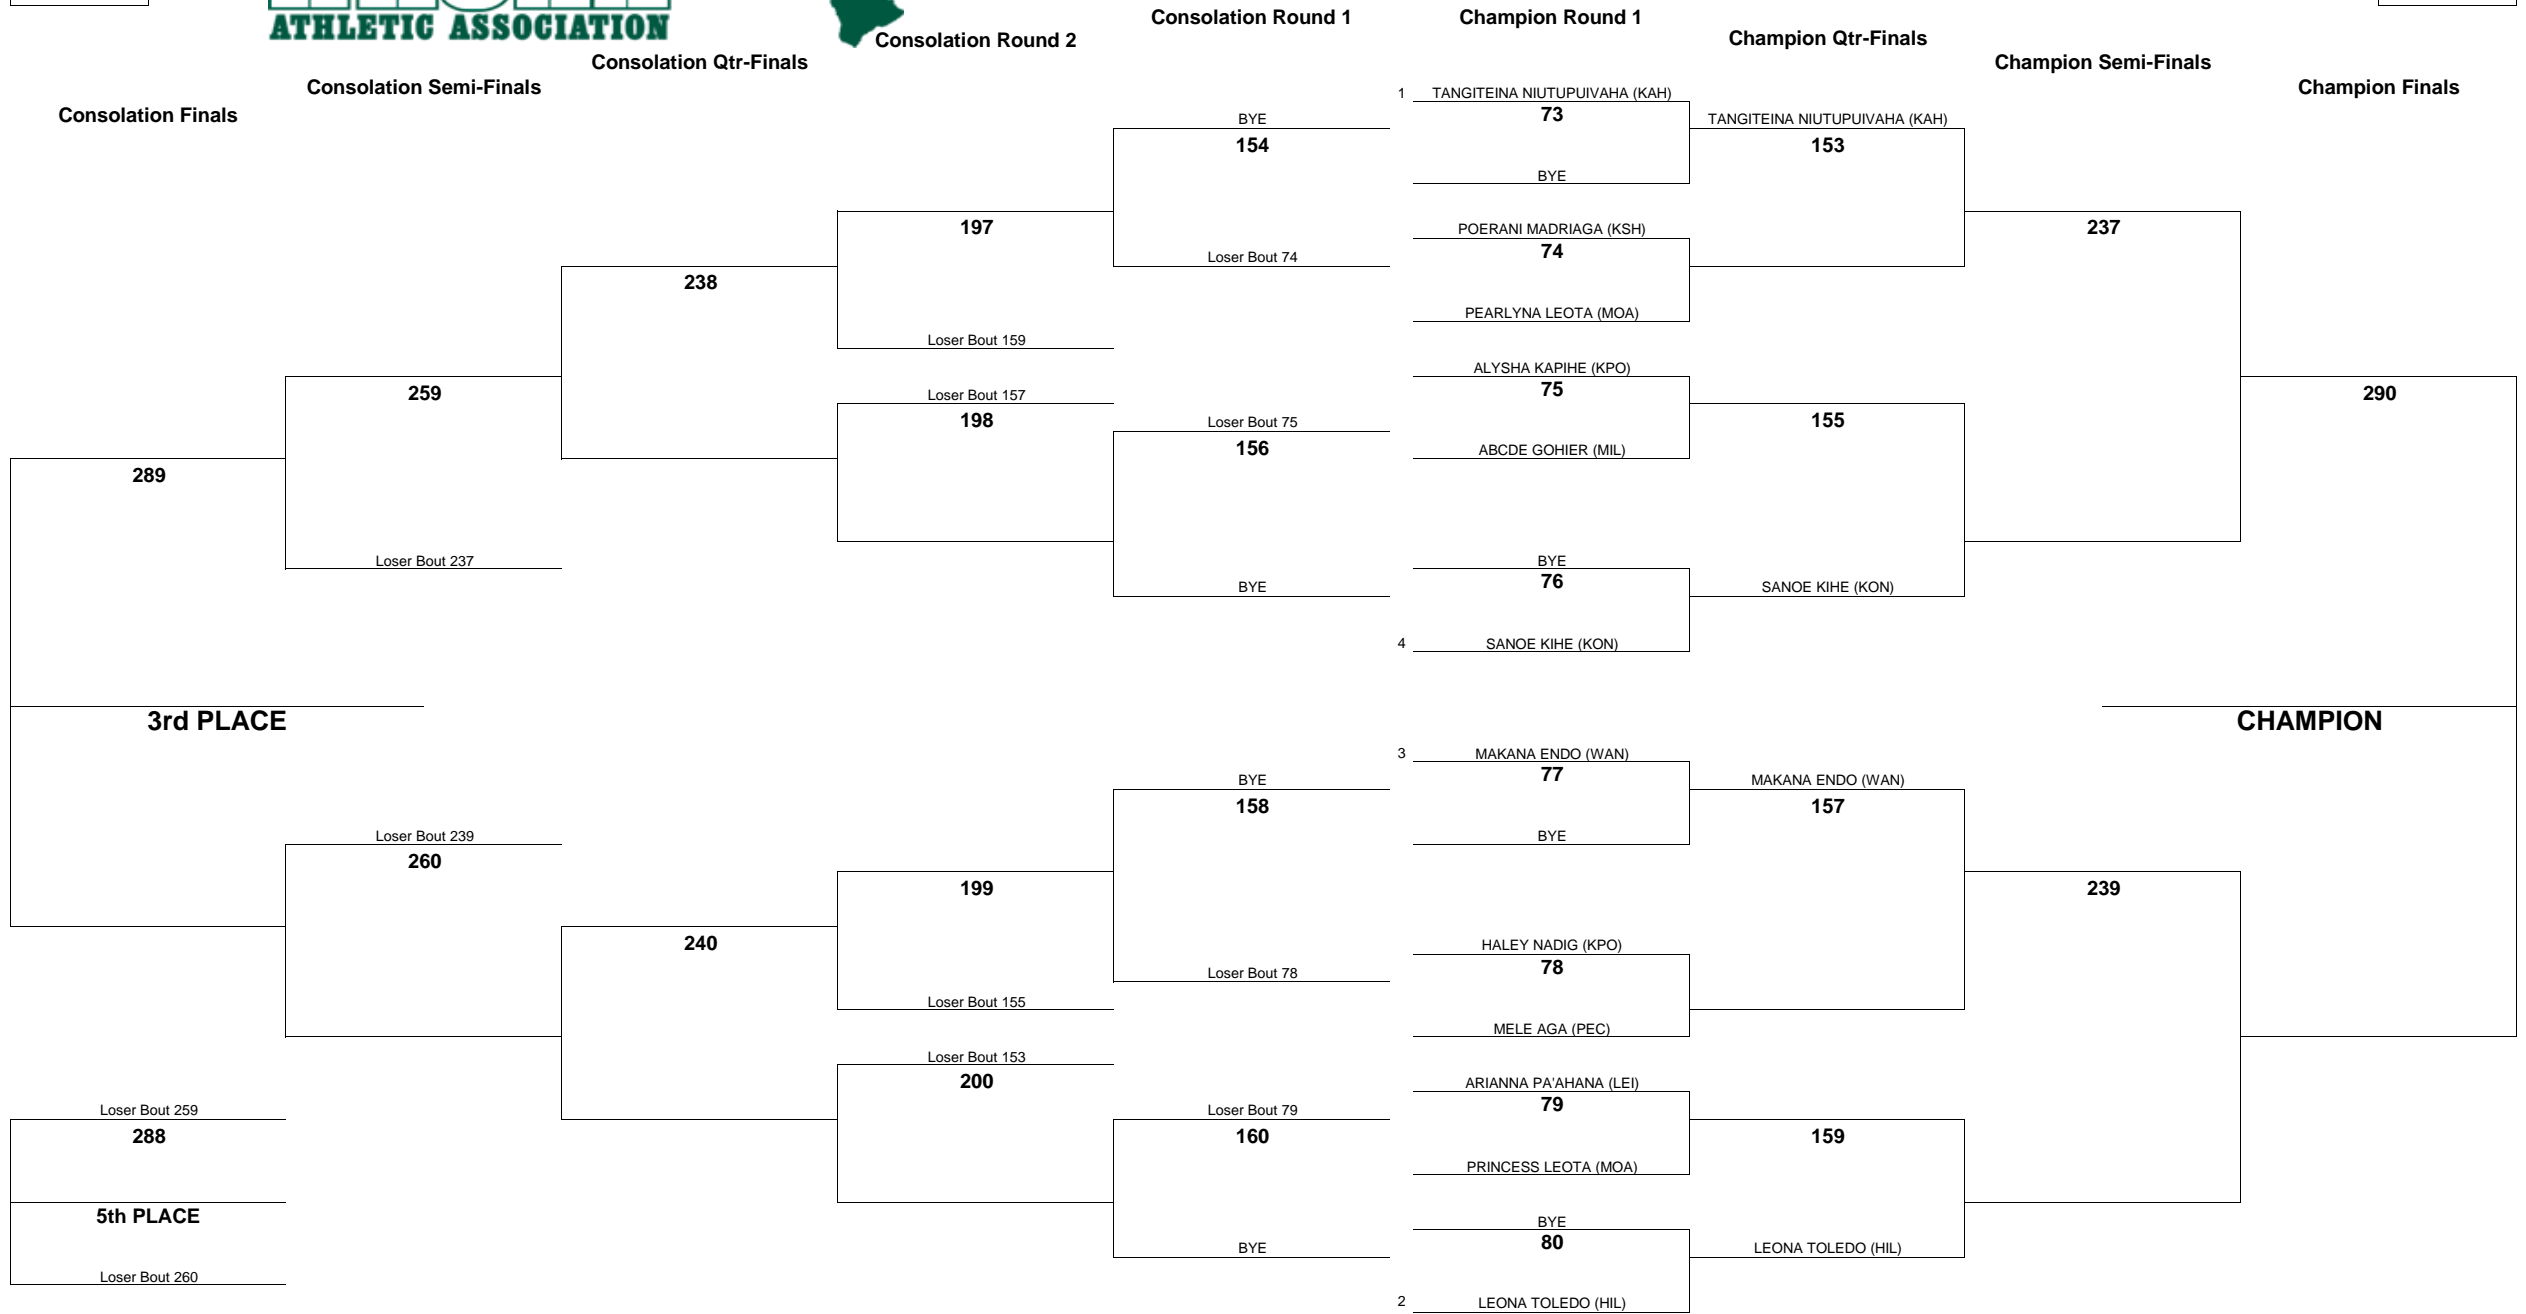 ATHLETIC ASSOCIATION
Consolation Finals
Consolation Semi-Finals
Consolation Qtr-Finals
Consolation Round 2
Consolation Round 1
Champion Round 1
Champion Qtr-Finals
Champion Semi-Finals
Champion Finals
1 TANGITEINA NIUTUPUIVAHA (KAH)
73
BYE
POERANI MADRIAGA (KSH)
74
PEARLYNA LEOTA (MOA)
ALYSHA KAPIHE (KPO)
75
ABCDE GOHIER (MIL)
BYE
76
4 SANOE KIHE (KON)
3 MAKANA ENDO (WAN)
77
BYE
HALEY NADIG (KPO)
78
MELE AGA (PEC)
ARIANNA PA'AHANA (LEI)
79
PRINCESS LEOTA (MOA)
BYE
80
2 LEONA TOLEDO (HIL)
TANGITEINA NIUTUPUIVAHA (KAH)
153
155
SANOE KIHE (KON)
MAKANA ENDO (WAN)
157
159
LEONA TOLEDO (HIL)
237
239
290
CHAMPION
BYE
154
Loser Bout 74
Loser Bout 75
156
BYE
BYE
158
Loser Bout 78
Loser Bout 79
160
BYE
197
Loser Bout 159
Loser Bout 157
198
199
Loser Bout 155
Loser Bout 153
200
238
240
259
Loser Bout 237
Loser Bout 239
260
289
3rd PLACE
Loser Bout 259
288
5th PLACE
Loser Bout 260